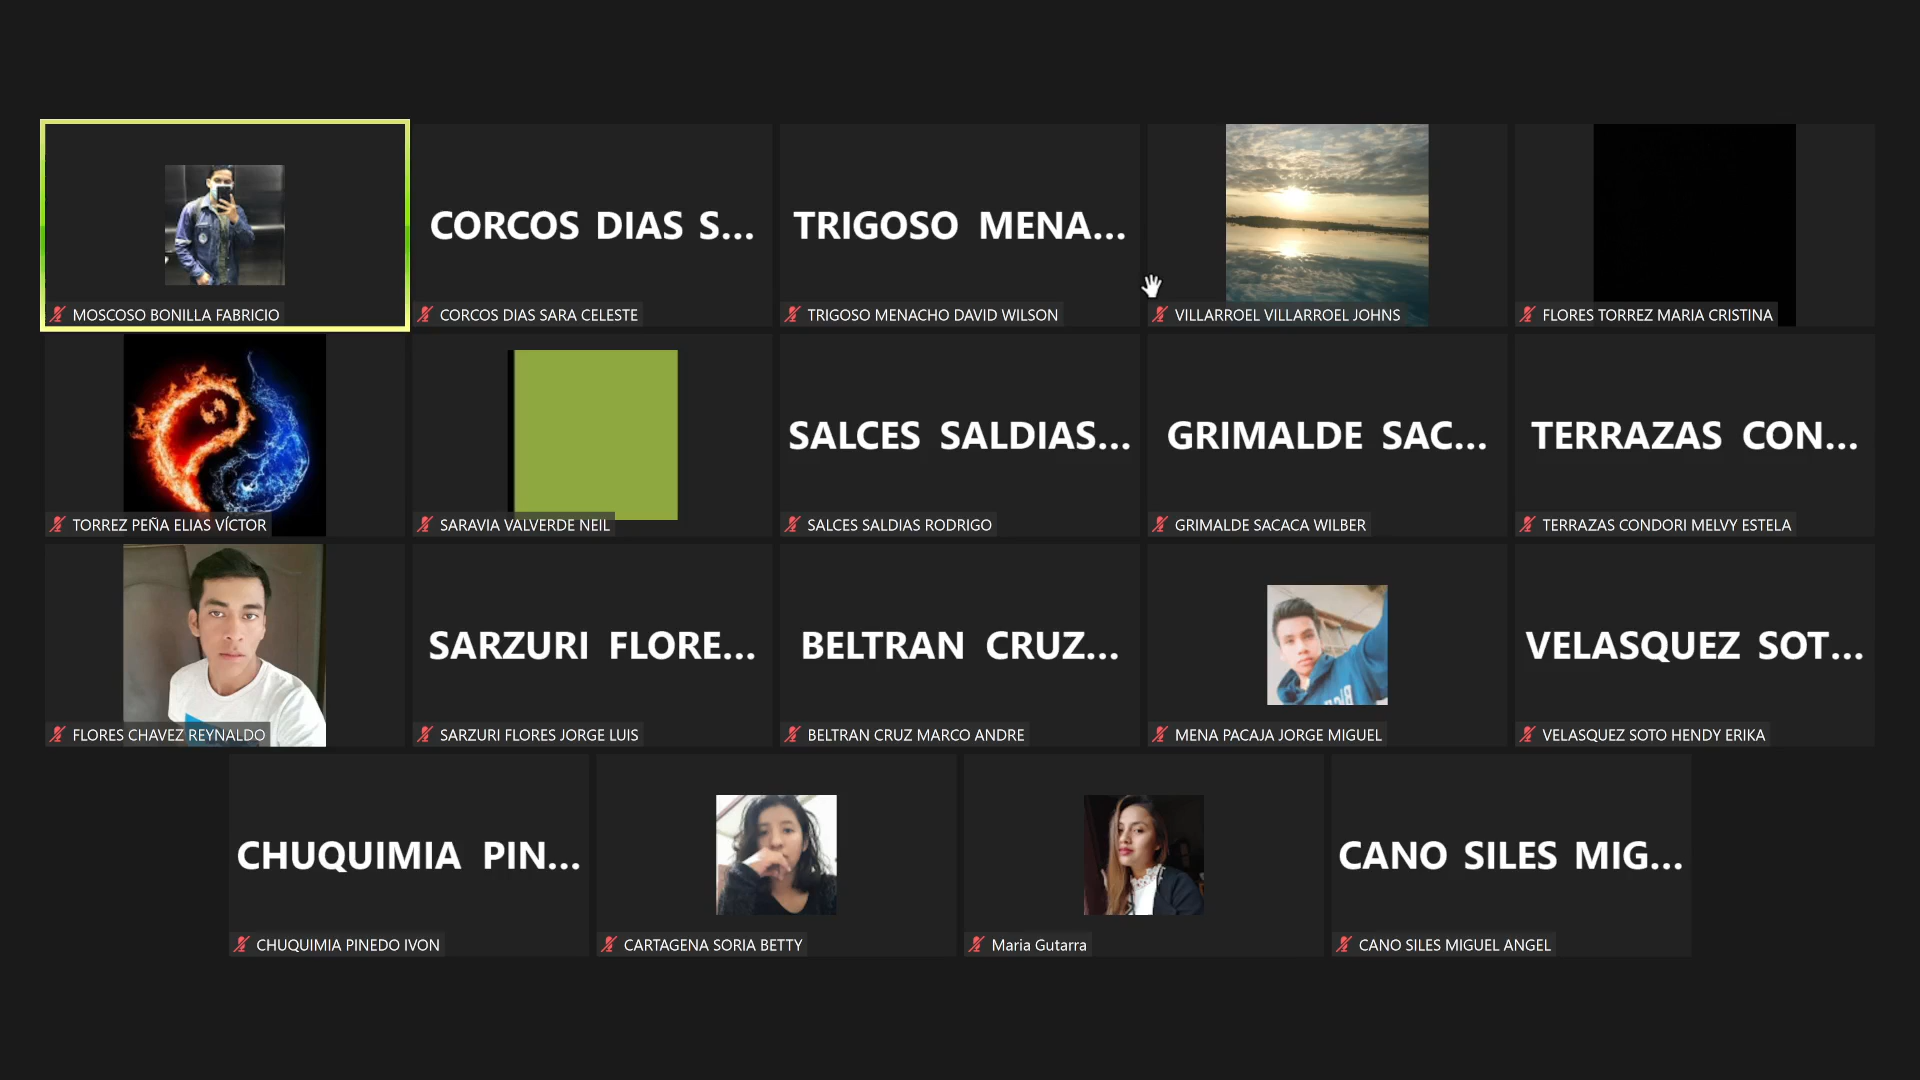 MOSCOSO BONILLA FABRICIO
CORCOS DIAS S...
CORCOS DIAS SARA CELESTE
TRIGOSO MENA...
TRIGOSO MENACHO DAVID WILSON
VILLARROEL VILLARROEL JOHNS
FLORES TORREZ MARIA CRISTINA
TORREZ PEÑA ELIAS VÍCTOR
SARAVIA VALVERDE NEIL
SALCES SALDIAS...
SALCES SALDIAS RODRIGO
GRIMALDE SAC...
GRIMALDE SACACA WILBER
TERRAZAS CON...
TERRAZAS CONDORI MELVY ESTELA
FLORES CHAVEZ REYNALDO
SARZURI FLORE...
SARZURI FLORES JORGE LUIS
BELTRAN CRUZ...
BELTRAN CRUZ MARCO ANDRE
MENA PACAJA JORGE MIGUEL
VELASQUEZ SOT...
VELASQUEZ SOTO HENDY ERIKA
CHUQUIMIA PIN...
CHUQUIMIA PINEDO IVON
CARTAGENA SORIA BETTY
Maria Gutarra
CANO SILES MIG...
CANO SILES MIGUEL ANGEL